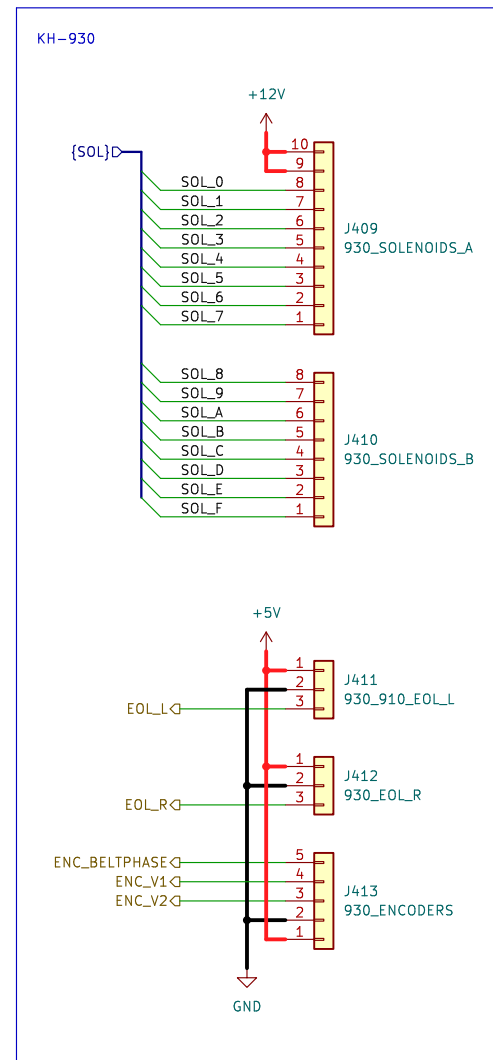 KH-930
+12V
{SOL}
10
9
SOL_0 8
SOL_1 7
SOL_2 6
J409
SOL_3 5
930_SOLENOIDS_A
SOL_4 4
SOL_5 3
SOL_6 2
SOL_7 1
SOL_8 8
SOL_9 7
SOL_A 6
SOL_B 5
J410
SOL_C 4
930_SOLENOIDS_B
SOL_D 3
SOL_E 2
SOL_F 1
+5V
1
J411
2
930_910_EOL_L
EOL_L 3
1
J412
2
930_EOL_R
EOL_R 3
ENC_BELTPHASE 5
ENC_V1 4
J413
ENC_V2 3
930_ENCODERS
2
1
GND